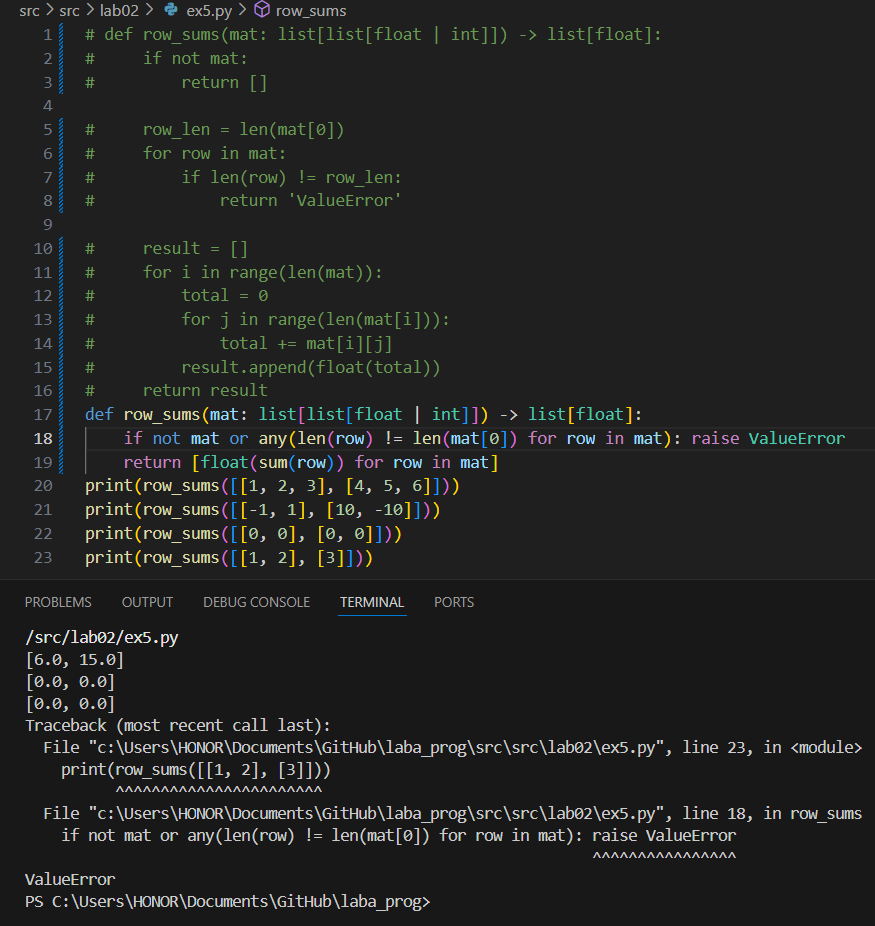 src > src > lab02 > ex5.py > row_sums
1 # def row_sums(mat: list[list[float | int]]) -> list[float]:
2 #     if not mat:
3 #         return []
4
5 #     row_len = len(mat[0])
6 #     for row in mat:
7 #         if len(row) != row_len:
8 #             return 'ValueError'
9
10 #     result = []
11 #     for i in range(len(mat)):
12 #         total = 0
13 #         for j in range(len(mat[i])):
14 #             total += mat[i][j]
15 #         result.append(float(total))
16 #     return result
17 def row_sums(mat: list[list[float | int]]) -> list[float]:
18     if not mat or any(len(row) != len(mat[0]) for row in mat): raise ValueError
19     return [float(sum(row)) for row in mat]
20 print(row_sums([[1, 2, 3], [4, 5, 6]]))
21 print(row_sums([[-1, 1], [10, -10]]))
22 print(row_sums([[0, 0], [0, 0]]))
23 print(row_sums([[1, 2], [3]]))
PROBLEMS OUTPUT DEBUG CONSOLE TERMINAL PORTS
/src/lab02/ex5.py
[6.0, 15.0]
[0.0, 0.0]
[0.0, 0.0]
Traceback (most recent call last):
  File "c:\Users\HONOR\Documents\GitHub\laba_prog\src\src\lab02\ex5.py", line 23, in <module>
    print(row_sums([[1, 2], [3]]))
          ^^^^^^^^^^^^^^^^^^^^^^^
  File "c:\Users\HONOR\Documents\GitHub\laba_prog\src\src\lab02\ex5.py", line 18, in row_sums
    if not mat or any(len(row) != len(mat[0]) for row in mat): raise ValueError
                                                               ^^^^^^^^^^^^^^^^
ValueError
PS C:\Users\HONOR\Documents\GitHub\laba_prog>